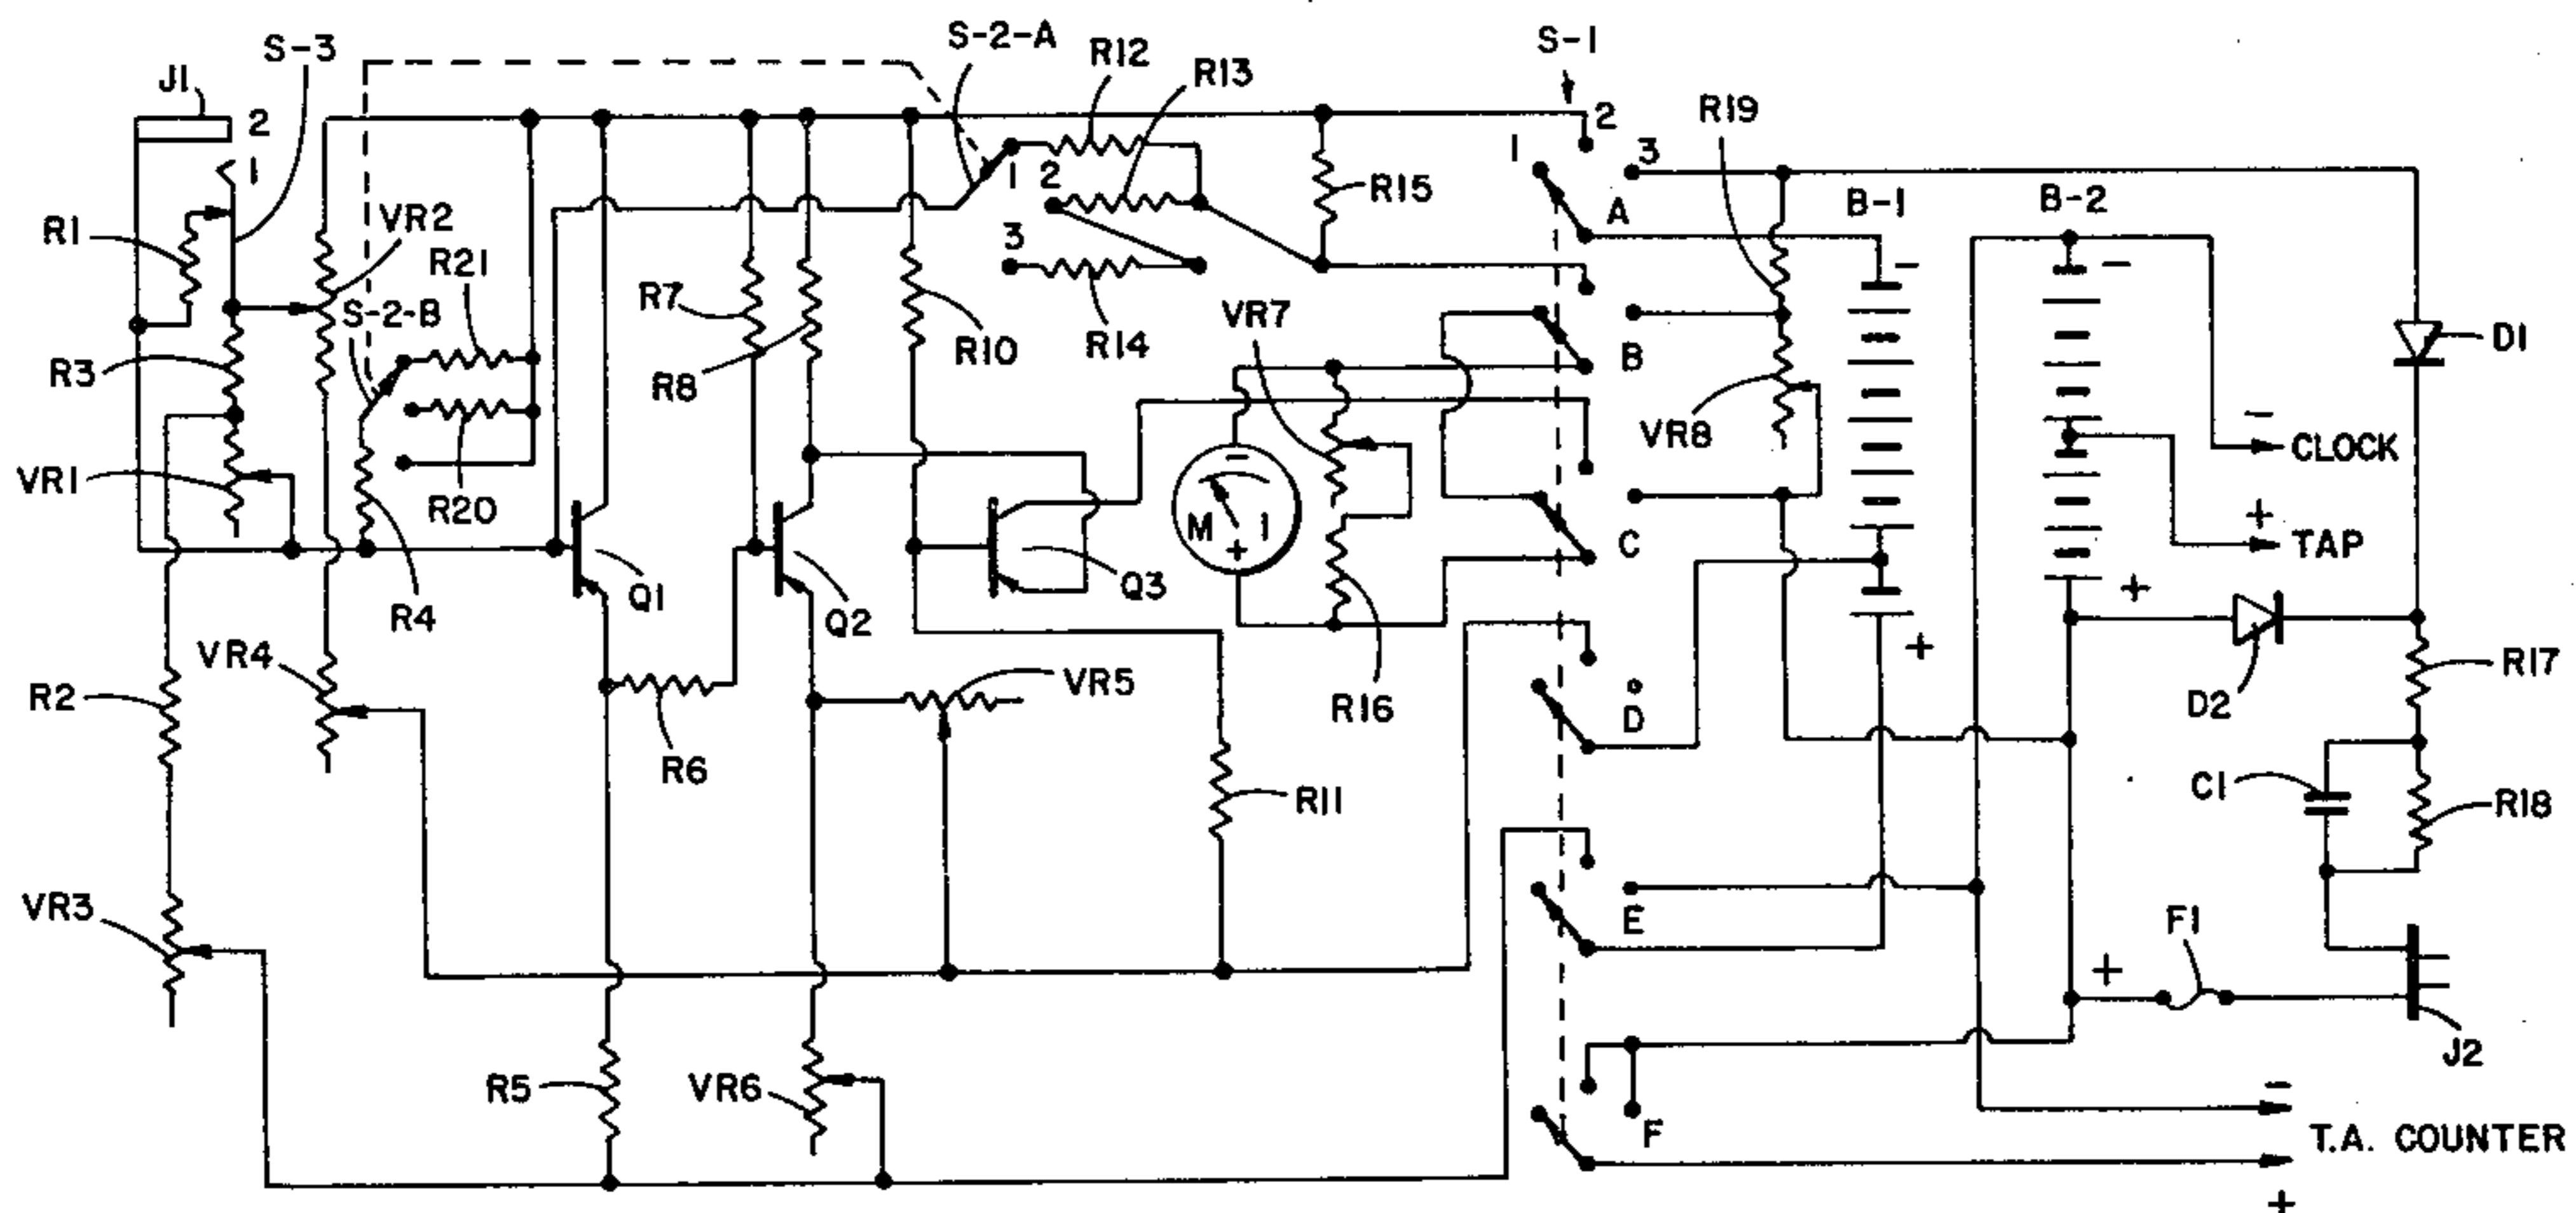 S-3
S-2-A
R12
S-1
J1
R13
2
2
R19
1
1
3
1
2
R15
A
B-1
B-2
R1
VR2
-
-
R21
3
S-2-B
R7
R10
R14
VR7
B
D1
R3
R8
VR8
-
CLOCK
VR1
R20
-
M
1
+
C
+
TAP
Q1
Q3
R4
Q2
+
+
VR4
VR5
R17
R2
R16
D
D2
R6
C1
R11
R18
VR3
E
F1
+
J2
R5
VR6
-
F
T.A. COUNTER
+